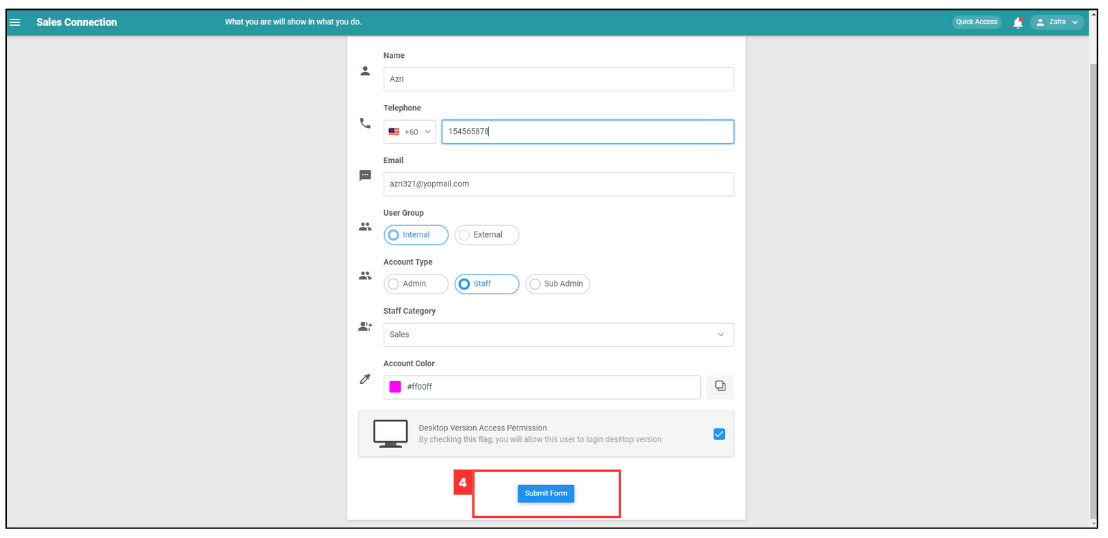 Sales Connection
What you are will show in what you do.
Quick Access
Zafra
Name
Azri
Telephone
+60
154565878
Email
azri321@yopmail.com
User Group
Internal
External
Account Type
Admin
Staff
Sub Admin
Staff Category
Sales
Account Color
#ff00ff
Desktop Version Access Permission
By checking this flag, you will allow this user to login desktop version
4
Submit Form